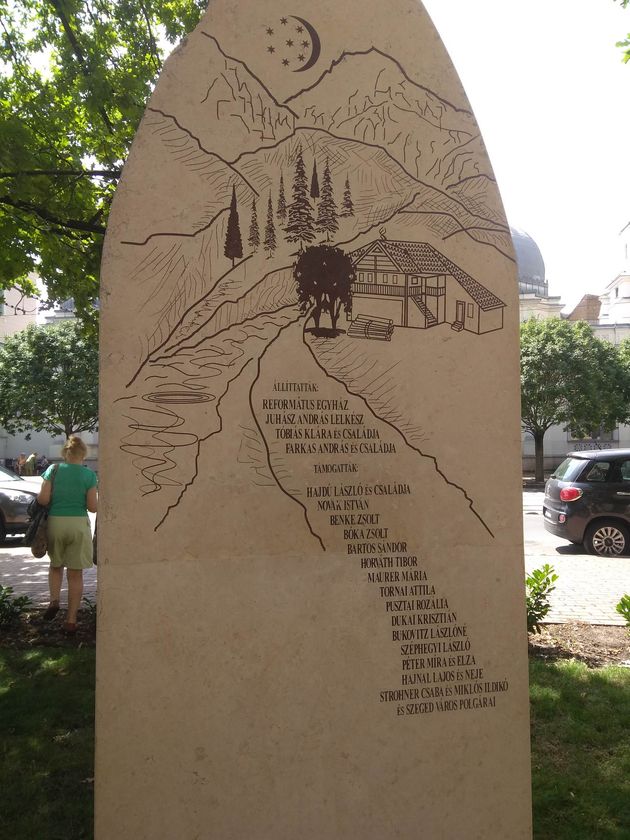 ÁLLÍTTATTÁK:
REFORMÁTUS EGYHÁZ
JUHÁSZ ANDRÁS LELKÉSZ
TÓBIÁS KLÁRA ÉS CSALÁDJA
FARKAS ANDRÁS ÉS CSALÁDJA
TÁMOGATTÁK:
HAJDÚ LÁSZLÓ ÉS CSALÁDJA
NOVÁK ISTVÁN
BENKE ZSOLT
BÓKA ZSOLT
BARTOS SÁNDOR
HORVÁTH TIBOR
MAURER MÁRIA
TORNAI ATTILA
PUSZTAI ROZÁLIA
DUKAI KRISZTIÁN
BUKOVITZ LÁSZLÓNÉ
SZÉPHEGYI LÁSZLÓ
PÉTER MIRA ÉS ELZA
HAJNAL LAJOS ÉS NEJE
STROHNER CSABA ÉS MIKLÓS ILDIKÓ
ÉS SZEGED VÁROS POLGÁRAI